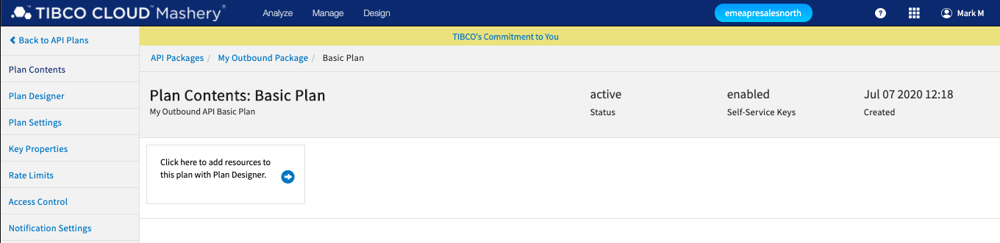 TIBCO CLOUD™ Mashery®
Analyze
Manage
Design
emeapresalesnorth
?
Mark M
Back to API Plans
TIBCO's Commitment to You
API Packages / My Outbound Package / Basic Plan
Plan Contents
Plan Designer
Plan Settings
Key Properties
Rate Limits
Access Control
Notification Settings
Plan Contents: Basic Plan
My Outbound API Basic Plan
active
Status
enabled
Self-Service Keys
Jul 07 2020 12:18
Created
Click here to add resources to
this plan with Plan Designer.